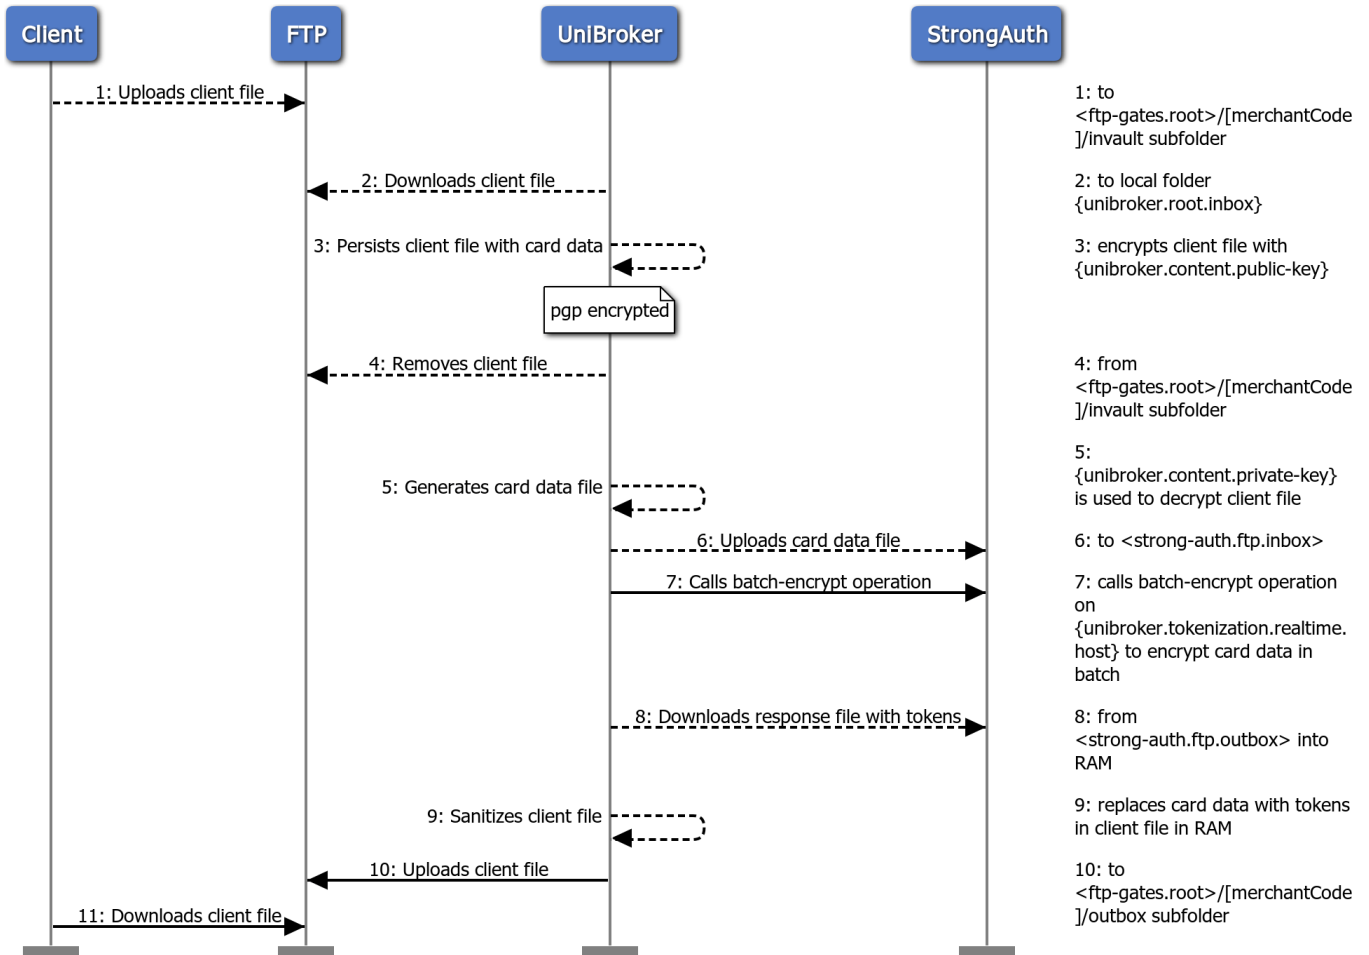 Client
FTP
UniBroker
StrongAuth
1: Uploads client file
1: to
<ftp-gates.root>/[merchantCode
]/invault subfolder
2: Downloads client file
2: to local folder
{unibroker.root.inbox}
3: Persists client file with card data
3: encrypts client file with
{unibroker.content.public-key}
pgp encrypted
4: Removes client file
4: from
<ftp-gates.root>/[merchantCode
]/invault subfolder
5: Generates card data file
5:
{unibroker.content.private-key}
is used to decrypt client file
6: Uploads card data file
6: to <strong-auth.ftp.inbox>
7: Calls batch-encrypt operation
7: calls batch-encrypt operation
on
{unibroker.tokenization.realtime.
host} to encrypt card data in
batch
8: Downloads response file with tokens
8: from
<strong-auth.ftp.outbox> into
RAM
9: Sanitizes client file
9: replaces card data with tokens
in client file in RAM
10: Uploads client file
10: to
<ftp-gates.root>/[merchantCode
]/outbox subfolder
11: Downloads client file